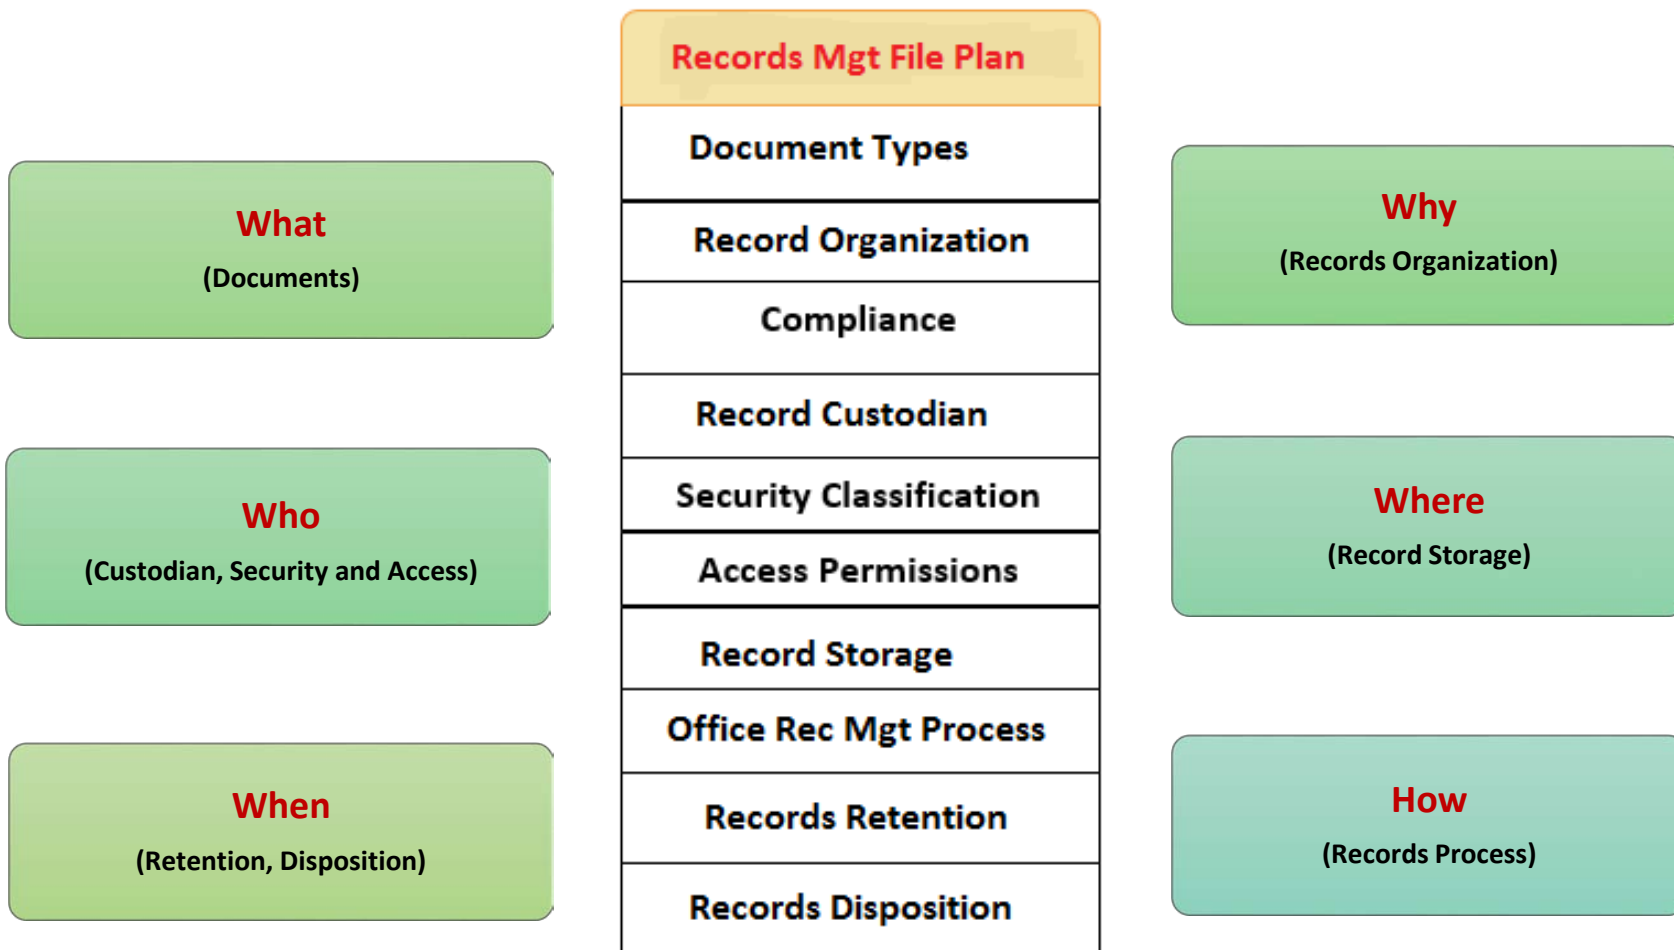 Records Mgt File Plan
Document Types
Record Organization
Compliance
Record Custodian
Security Classification
Access Permissions
Record Storage
Office Rec Mgt Process
Records Retention
Records Disposition
What
(Documents)
Who
(Custodian, Security and Access)
When
(Retention, Disposition)
Why
(Records Organization)
Where
(Record Storage)
How
(Records Process)